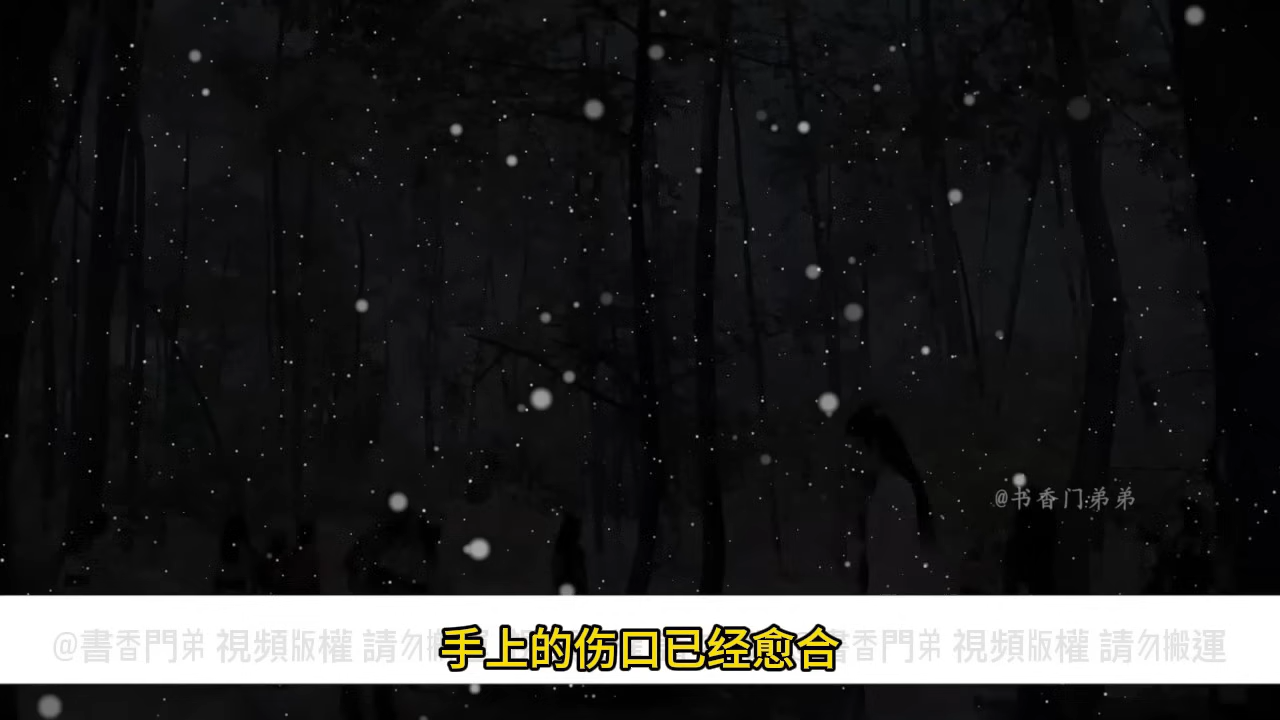 @书香门弟弟
@書香門弟 視頻版權 請勿搬
手上的伤口已经愈合
書香門弟 視頻版權 請勿搬運